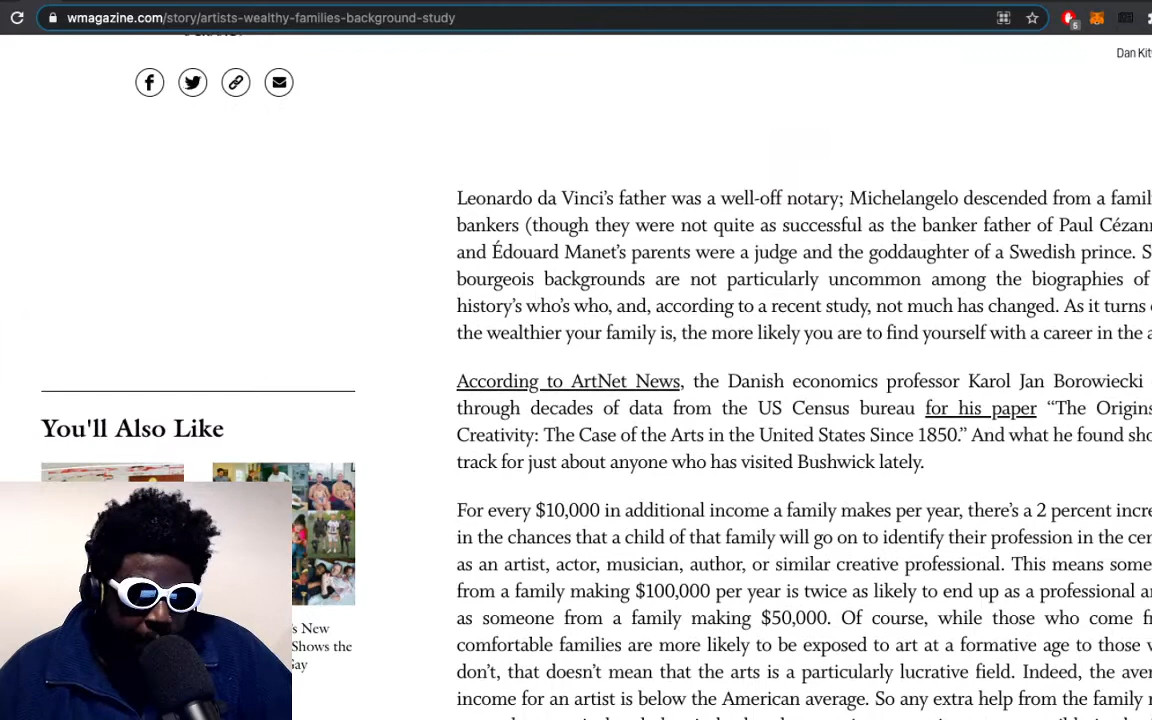 wmagazine.com/story/artists-wealthy-families-background-study
5
Dan
Leonardo da Vinci's father was a well-off notary; Michelangelo descended from a
bankers (though they were not quite as successful as the banker father of Paul
and Édouard Manet's parents were a judge and the goddaughter of a Swedish prince.
bourgeois backgrounds are not particularly uncommon among the biographies of
history's who's who, and, according to a recent study, not much has changed. As it turns
the wealthier your family is, the more likely you are to find yourself with a career in the
According to ArtNet News, the Danish economics professor Karol Jan Borowiecki
through decades of data from the US Census bureau for his paper “The
Creativity: The Case of the Arts in the United States Since 1850.” And what he found
track for just about anyone who has visited Bushwick lately.
You'll Also Like
For every $10,000 in additional income a family makes per year, there's a 2 percent
in the chances that a child of that family will go on to identify their profession in the
as an artist, actor, musician, author, or similar creative professional. This means
from a family making $100,000 per year is twice as likely to end up as a professional
as someone from a family making $50,000. Of course, while those who come
comfortable families are more likely to be exposed to art at a formative age to those
don't, that doesn't mean that the arts is a particularly lucrative field. Indeed, the
income for an artist is below the American average. So any extra help from the family
's New
Shows the